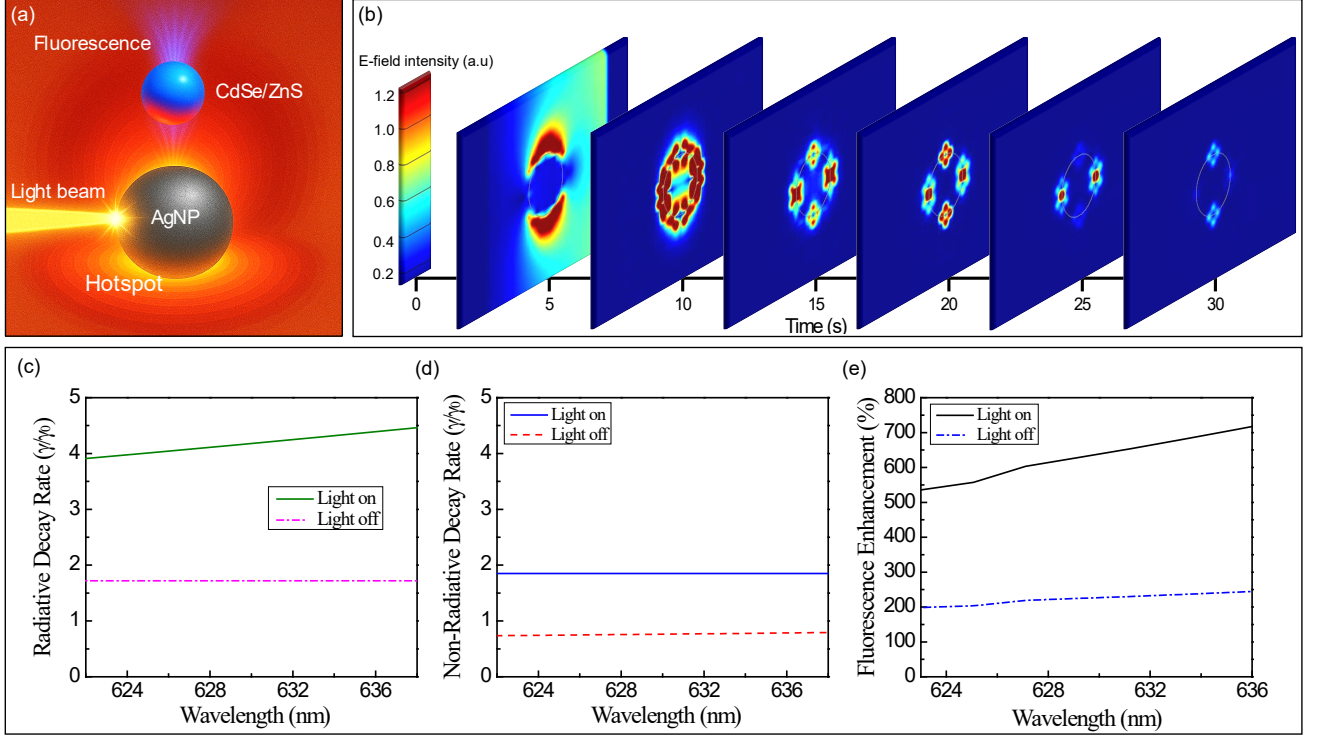 (a)
Fluorescence
CdSe/ZnS
Light beam
AgNP
Hotspot
(b)
E-field intensity (a.u)
1.2
1.0
0.8
0.6
0.4
0.2
0 5 10 15 20 25 30
Time (s)
(c)
Radiative Decay Rate (γ/γ₀)
5
4
3
2
1
0
Light on
Light off
624 628 632 636
Wavelength (nm)
(d)
Non-Radiative Decay Rate (γ/γ₀)
5
4
3
2
1
0
Light on
Light off
624 628 632 636
Wavelength (nm)
(e)
Fluorescence Enhancement (%)
800
700
600
500
400
300
200
100
0
Light on
Light off
624 628 632 636
Wavelength (nm)